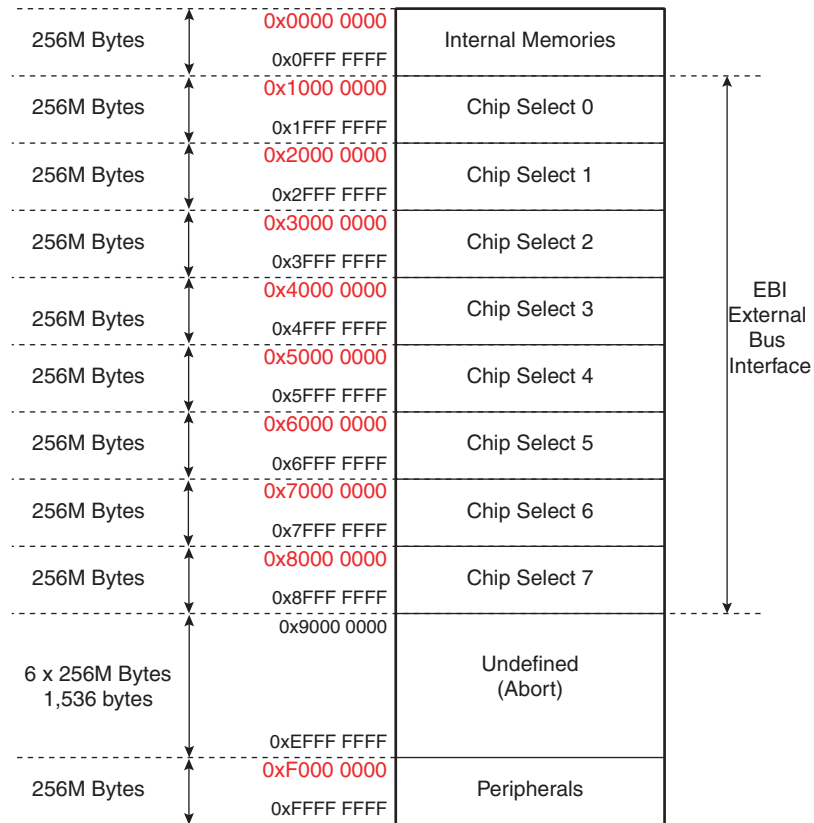 256M Bytes
0x0000 0000
0x0FFF FFFF
Internal Memories
256M Bytes
0x1000 0000
0x1FFF FFFF
Chip Select 0
256M Bytes
0x2000 0000
0x2FFF FFFF
Chip Select 1
256M Bytes
0x3000 0000
0x3FFF FFFF
Chip Select 2
256M Bytes
0x4000 0000
0x4FFF FFFF
Chip Select 3
256M Bytes
0x5000 0000
0x5FFF FFFF
Chip Select 4
256M Bytes
0x6000 0000
0x6FFF FFFF
Chip Select 5
256M Bytes
0x7000 0000
0x7FFF FFFF
Chip Select 6
256M Bytes
0x8000 0000
0x8FFF FFFF
Chip Select 7
EBI
External
Bus
Interface
6 x 256M Bytes
1,536 bytes
0x9000 0000
0xEFFF FFFF
Undefined
(Abort)
256M Bytes
0xF000 0000
0xFFFF FFFF
Peripherals